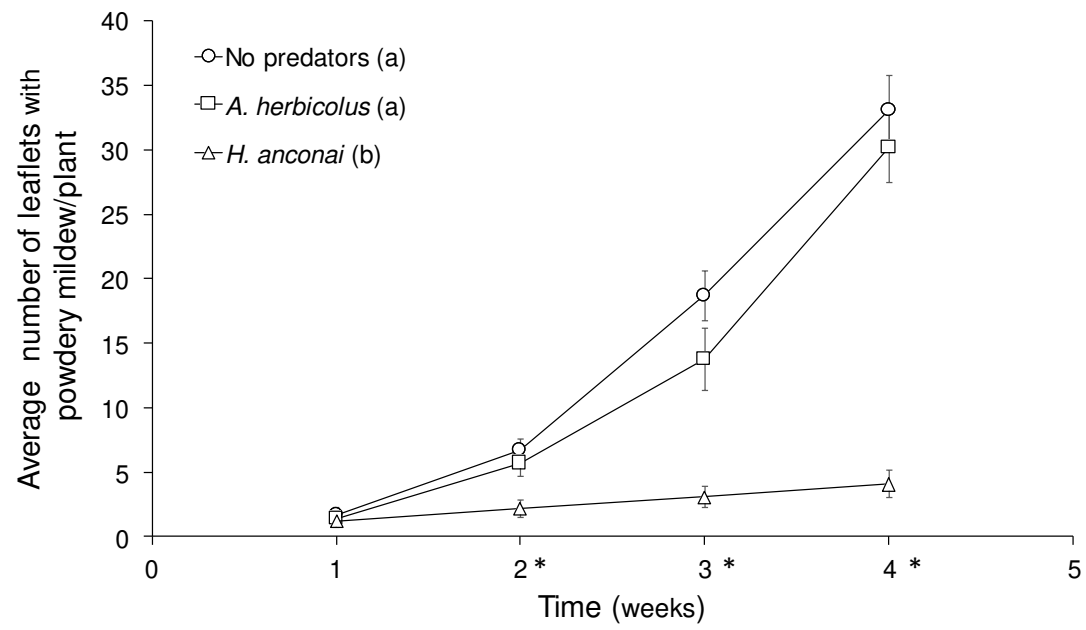 40
35
30
25
20
15
10
5
0
Average number of leaflets with
powdery mildew/plant
No predators (a)
A. herbicolus (a)
H. anconai (b)
0 1 2 * 3 * 4 * 5
Time (weeks)